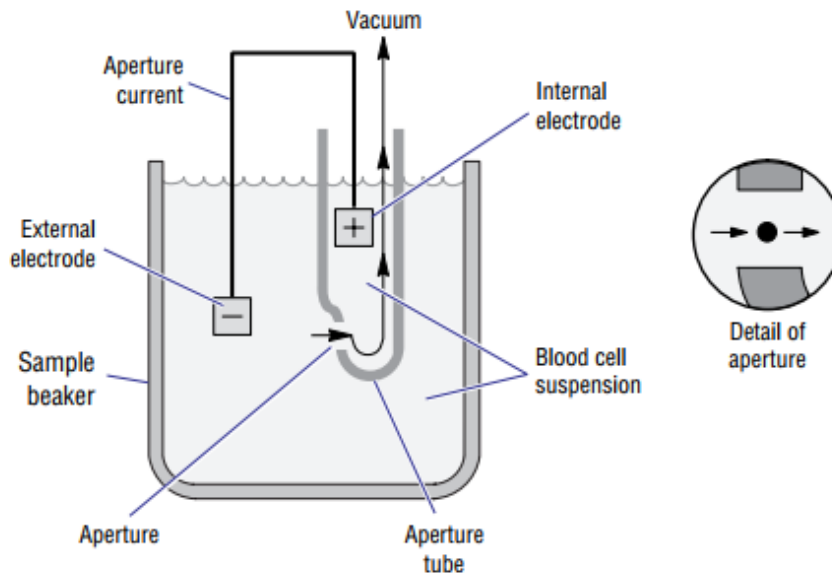 Vacuum
Aperture
current
Internal
electrode
+
External
electrode
−
Detail of
aperture
Sample
beaker
Blood cell
suspension
Aperture
Aperture
tube